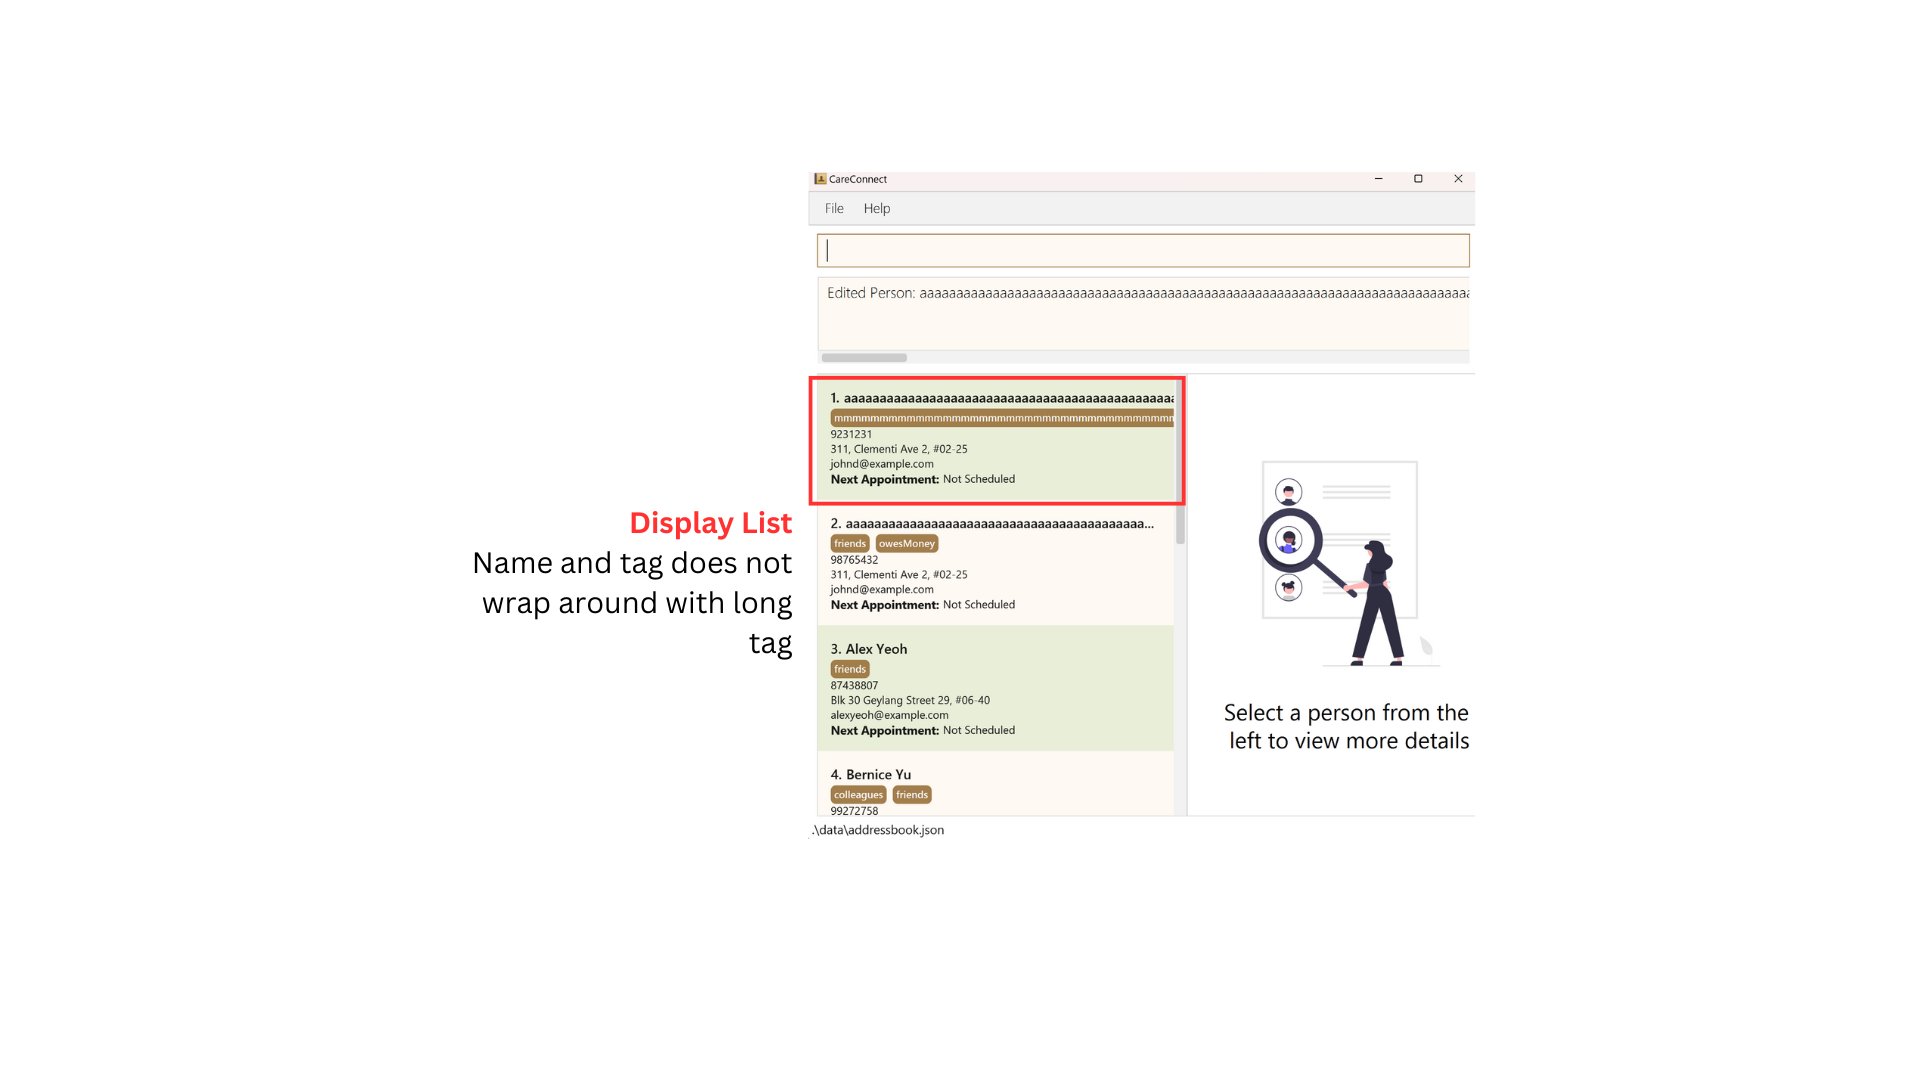 CareConnect
File Help
Edited Person:
1.
9231231
311, Clementi Ave 2, #02-25
johnd@example.com
Next Appointment: Not Scheduled
2.
friends owesMoney
98765432
311, Clementi Ave 2, #02-25
johnd@example.com
Next Appointment: Not Scheduled
3. Alex Yeoh
friends
87438807
Blk 30 Geylang Street 29, #06-40
alexyeoh@example.com
Next Appointment: Not Scheduled
4. Bernice Yu
colleagues friends
99272758
.\data\addressbook.json
Select a person from the
left to view more details
Display List
Name and tag does not
wrap around with long
tag